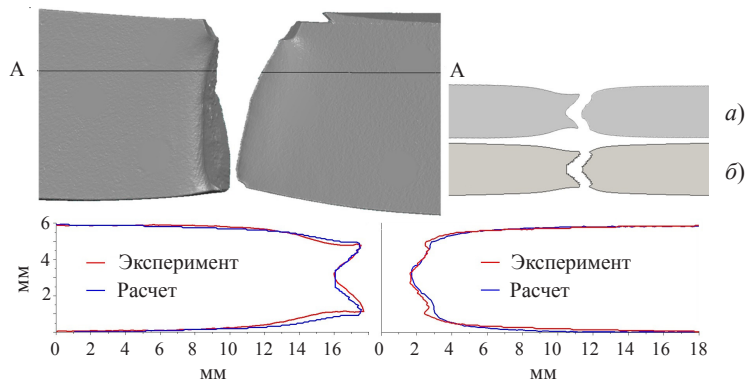 А
А
а)
б)
6
4
2
мм
Эксперимент
Расчет
0 2 4 6 8 10 12 14 16 18
мм
Эксперимент
Расчет
0 2 4 6 8 10 12 14 16 18
мм